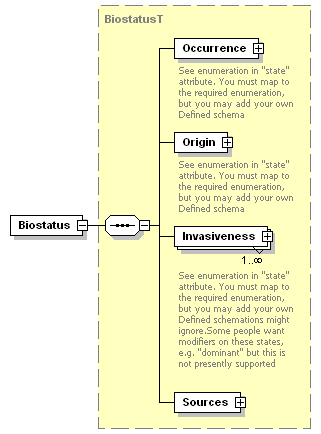 BiostatusT
Occurrence
See enumeration in "state"
attribute. You must map to
the required enumeration,
but you may add your own
Defined schema
Origin
See enumeration in "state"
attribute. You must map to
the required enumeration,
but you may add your own
Defined schema
Biostatus
Invasiveness
1..∞
See enumeration in "state"
attribute. You must map to
the required enumeration,
but you may add your own
Defined schemations might
ignore.Some people want
modifiers on these states,
e.g. "dominant" but this is
not presently supported
Sources